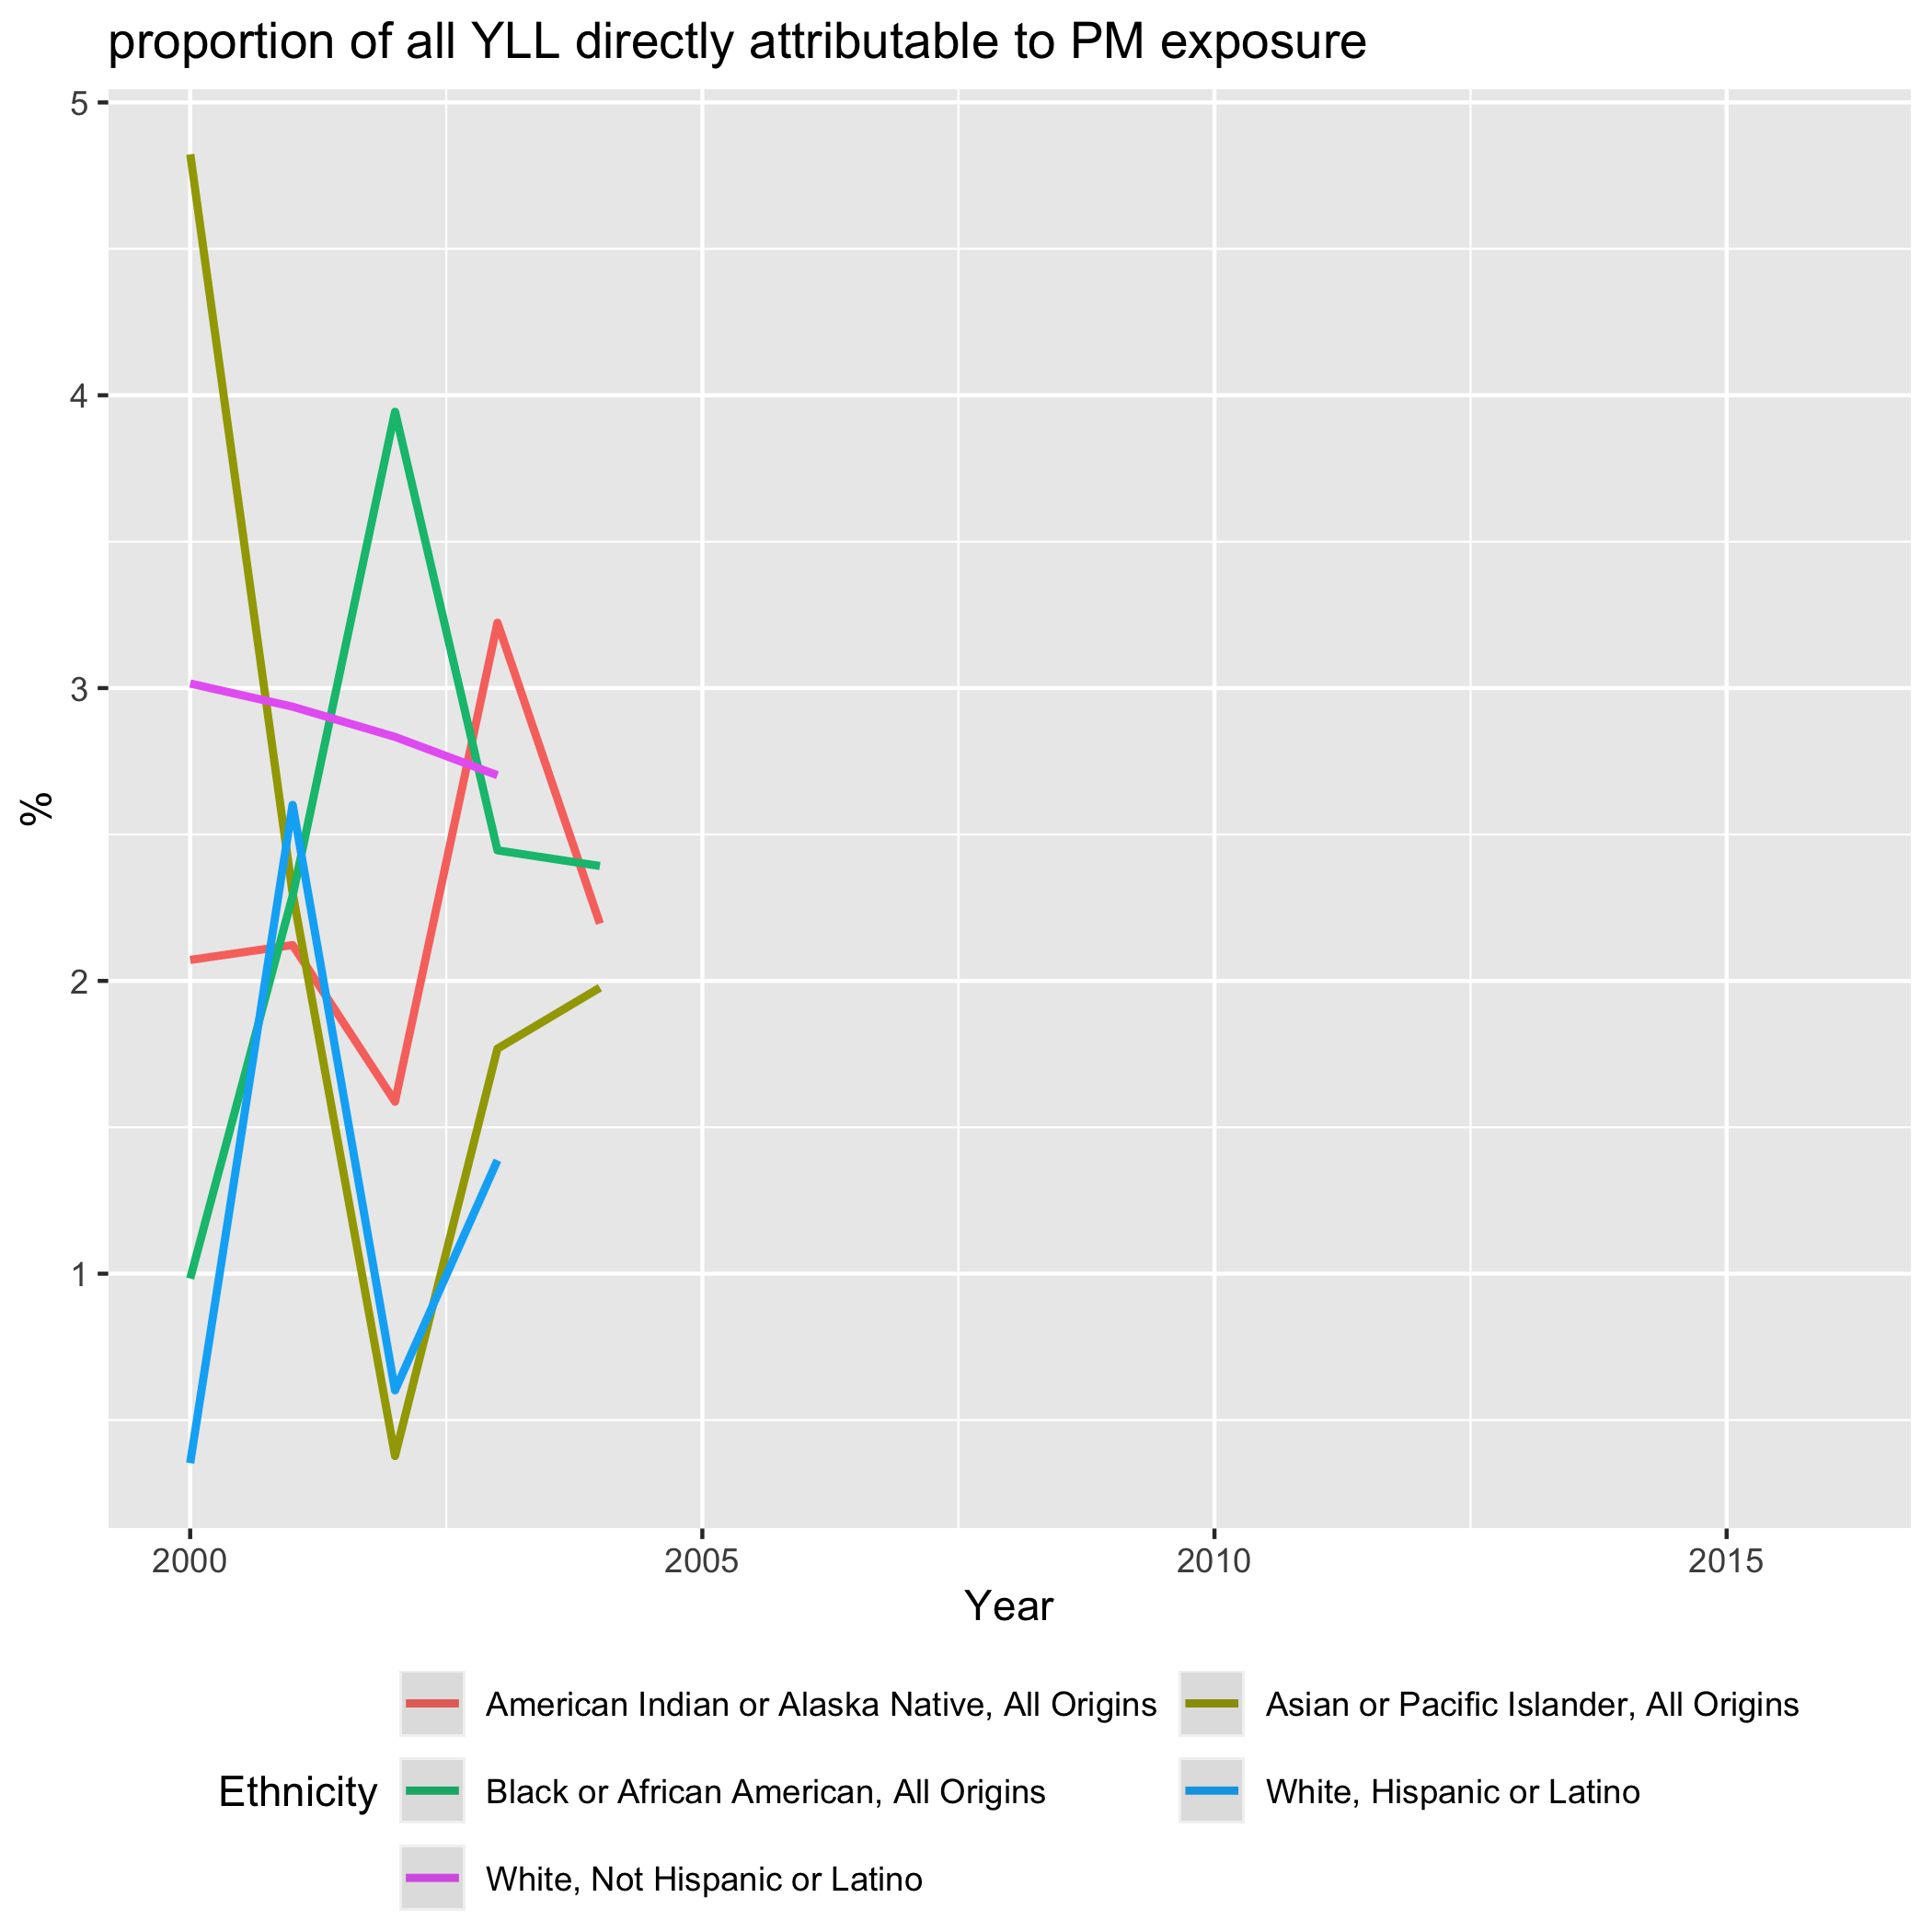 proportion of all YLL directly attributable to PM exposure
5
4
3
2
1
%
2000 2005 2010 2015
Year
Ethnicity
American Indian or Alaska Native, All Origins
Asian or Pacific Islander, All Origins
Black or African American, All Origins
White, Hispanic or Latino
White, Not Hispanic or Latino